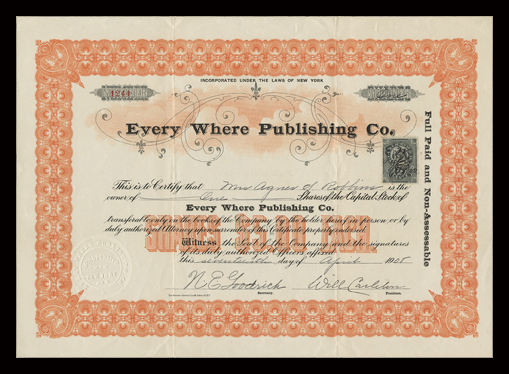 INCORPORATED UNDER THE LAWS OF NEW YORK
Every Where Publishing Co.
Full Paid and Non-Assessable
This is to Certify that Mrs Agnes J Robbins is the
owner of One Shares of the Capital Stock of
Every Where Publishing Co.
transferable only on the books of the Company by the holder hereof in person or by
duly authorized Attorney upon surrender of this Certificate properly endorsed.
Witness the Seal of the Company and the signatures
of its duly authorized Officers affixed
this seventeenth day of April 1908
N E Goodrich Will Carleton
Secretary. President.